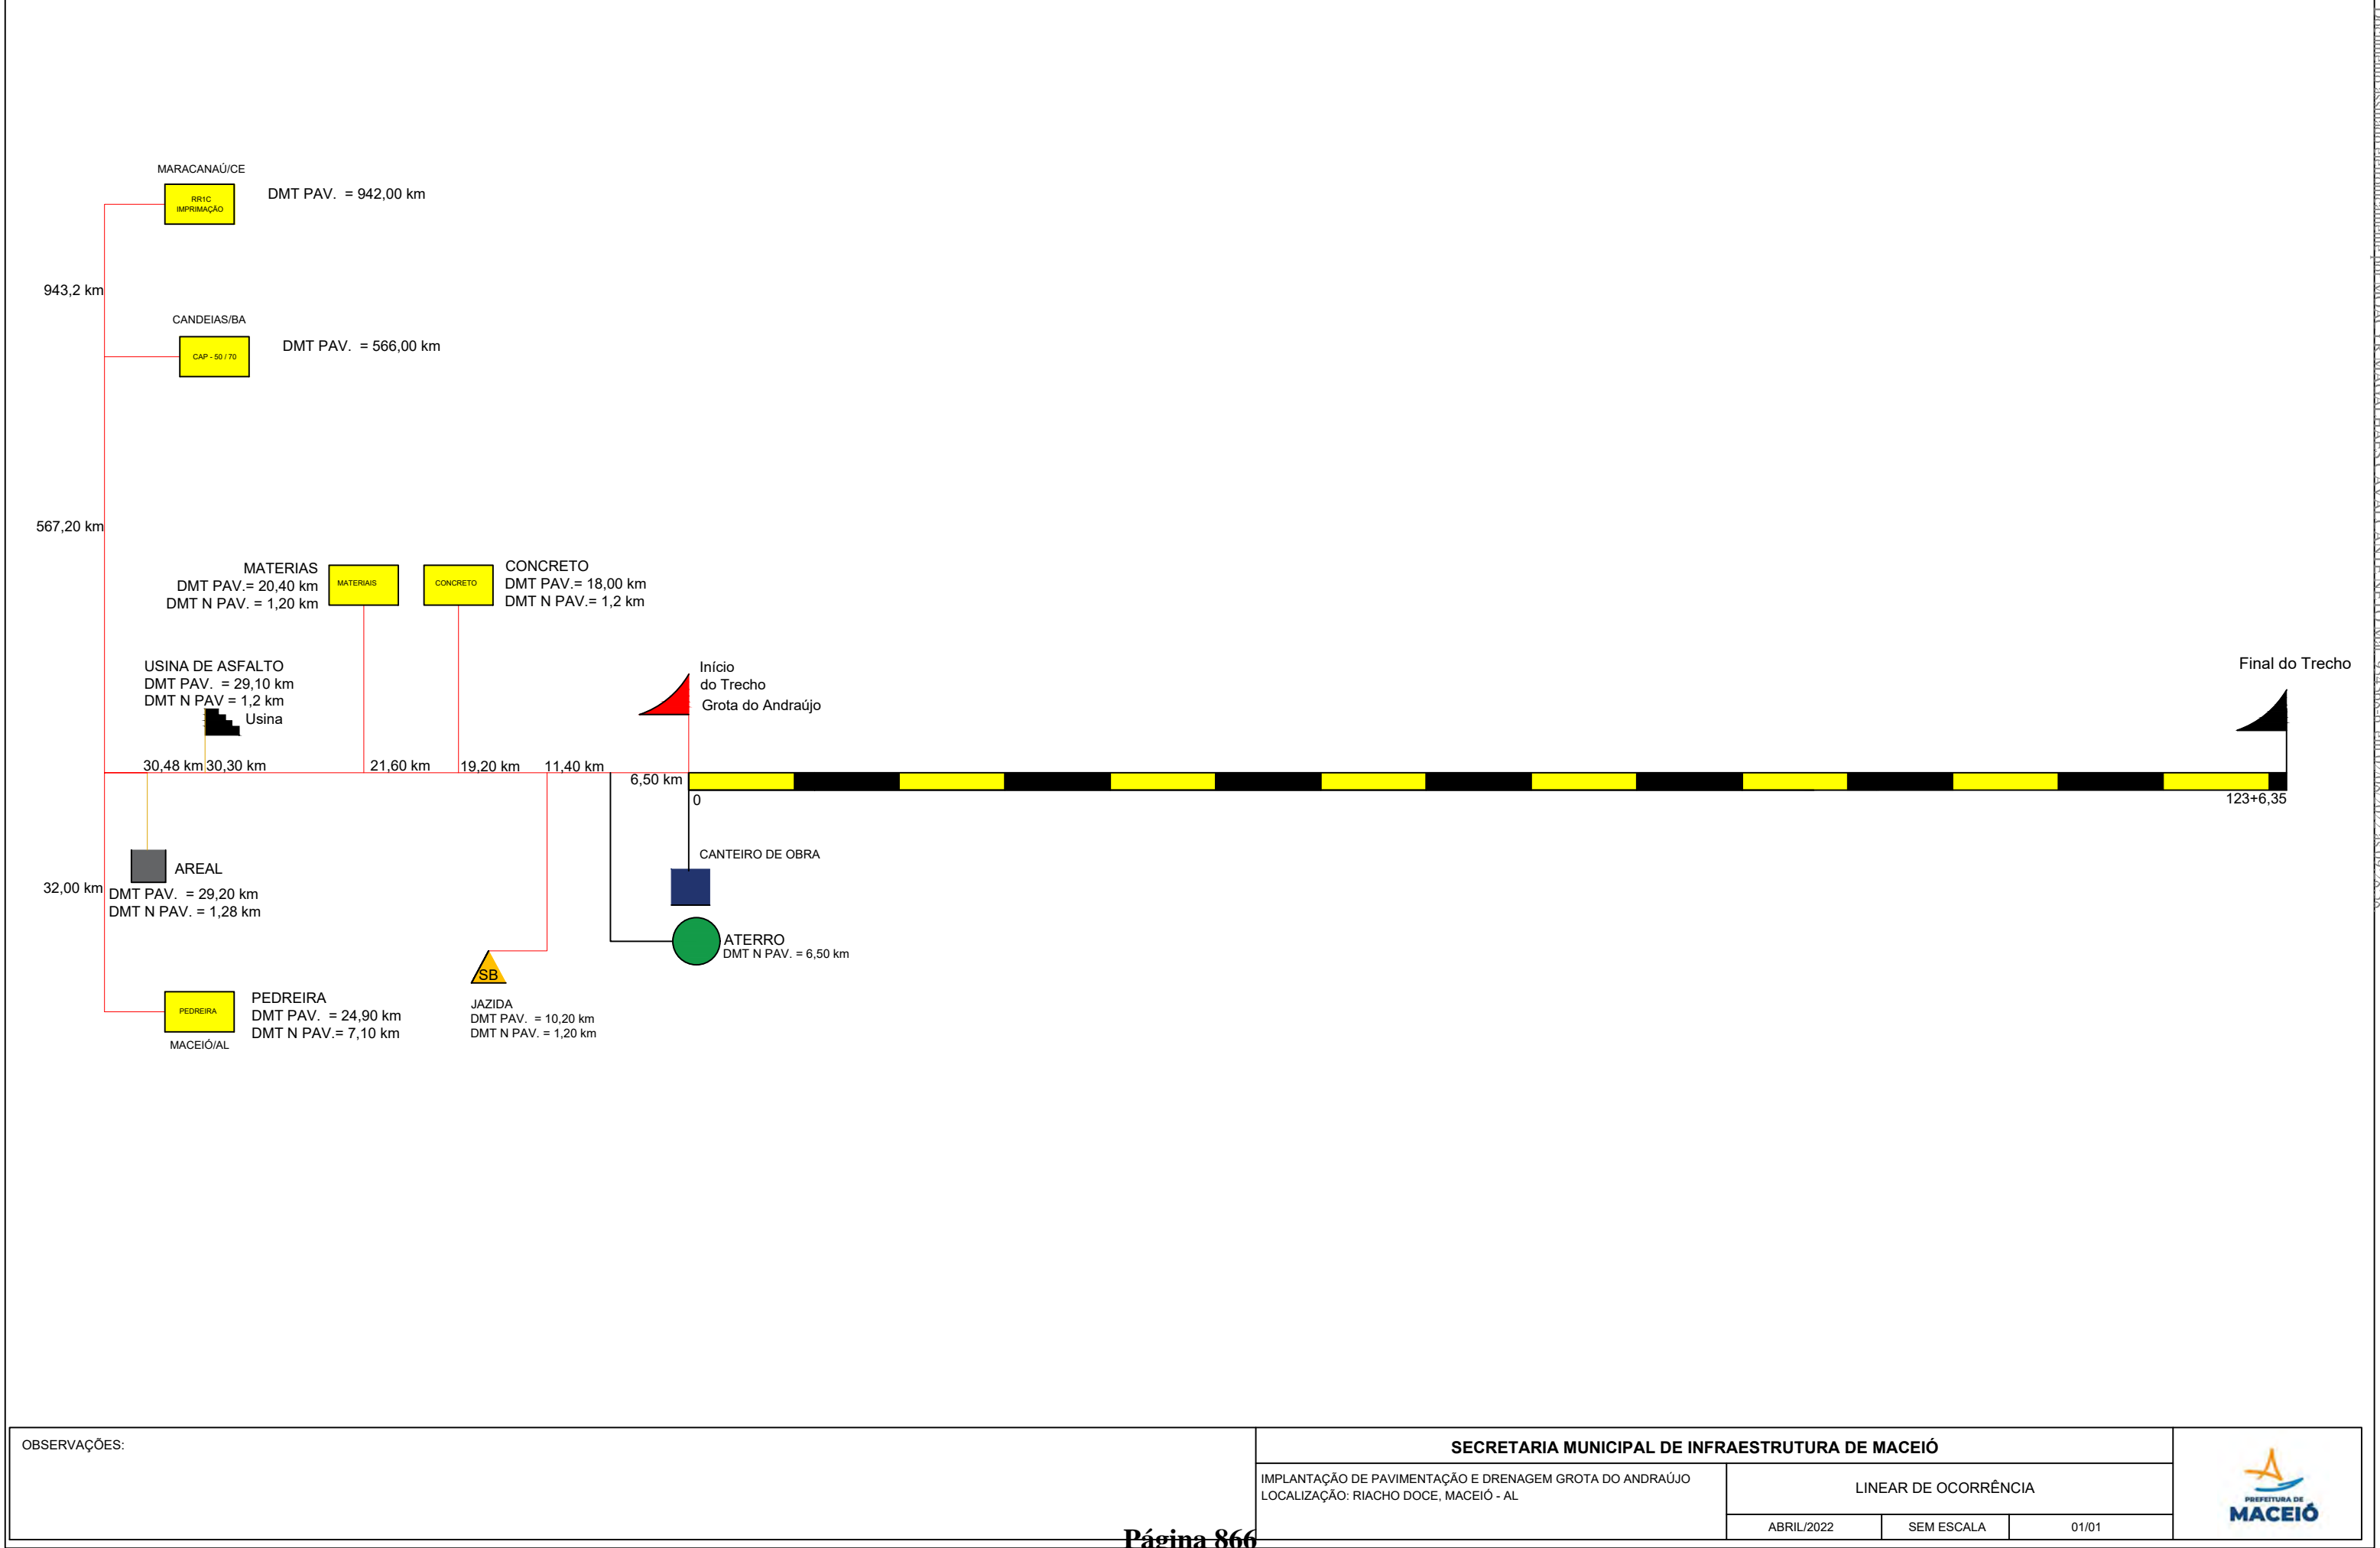 MARACANAÚ/CE
RR1C
IMPRIMAÇÃO
DMT PAV. = 942,00 km
943,2 km
CANDEIAS/BA
CAP - 50 / 70
DMT PAV. = 566,00 km
567,20 km
MATERIAS
DMT PAV.= 20,40 km
DMT N PAV. = 1,20 km
MATERIAIS
CONCRETO
CONCRETO
DMT PAV.= 18,00 km
DMT N PAV.= 1,2 km
USINA DE ASFALTO
DMT PAV. = 29,10 km
DMT N PAV = 1,2 km
Usina
Início
do Trecho
Grota do Andraújo
Final do Trecho
30,48 km
30,30 km
21,60 km
19,20 km
11,40 km
6,50 km
0
123+6,35
AREAL
DMT PAV. = 29,20 km
DMT N PAV. = 1,28 km
32,00 km
CANTEIRO DE OBRA
ATERRO
DMT N PAV. = 6,50 km
SB
JAZIDA
DMT PAV. = 10,20 km
DMT N PAV. = 1,20 km
PEDREIRA
MACEIÓ/AL
PEDREIRA
DMT PAV. = 24,90 km
DMT N PAV.= 7,10 km
OBSERVAÇÕES:
SECRETARIA MUNICIPAL DE INFRAESTRUTURA DE MACEIÓ
IMPLANTAÇÃO DE PAVIMENTAÇÃO E DRENAGEM GROTA DO ANDRAÚJO
LOCALIZAÇÃO: RIACHO DOCE, MACEIÓ - AL
LINEAR DE OCORRÊNCIA
ABRIL/2022
SEM ESCALA
01/01
PREFEITURA DE
MACEIÓ
Página 866